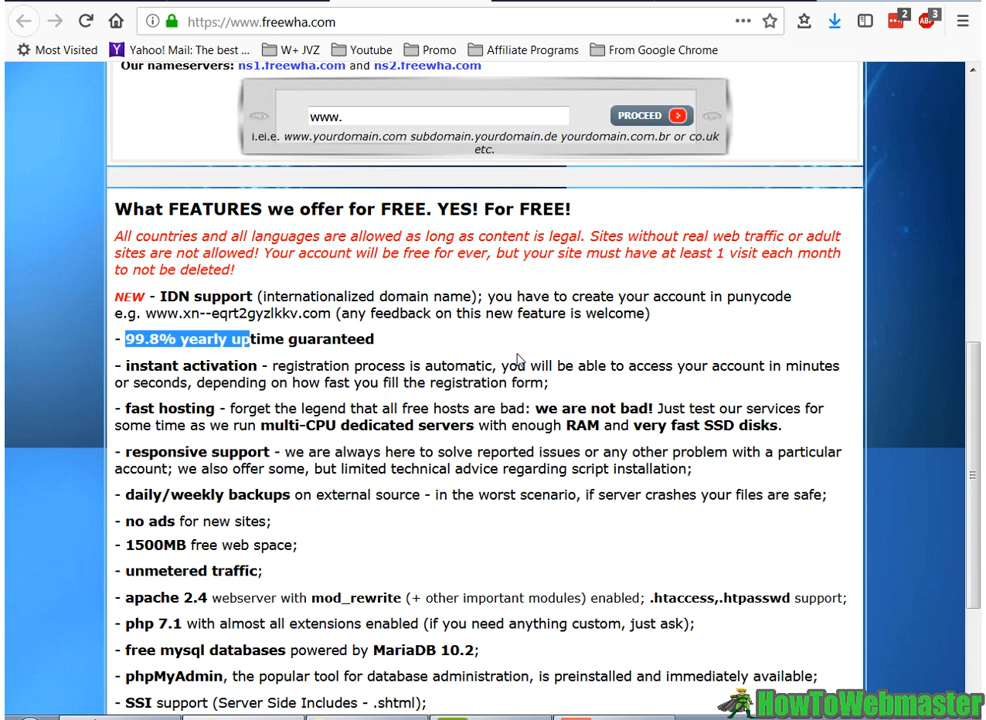 https://www.freewha.com
2
3
Most Visited
Yahoo! Mail: The best ...
W+ JVZ
Youtube
Promo
Affiliate Programs
From Google Chrome
Our nameservers: ns1.freewha.com and ns2.freewha.com
www.
PROCEED
i.ei.e. www.yourdomain.com subdomain.yourdomain.de yourdomain.com.br or co.uk
etc.
What FEATURES we offer for FREE. YES! For FREE!
All countries and all languages are allowed as long as content is legal. Sites without real web traffic or adult
sites are not allowed! Your account will be free for ever, but your site must have at least 1 visit each month
to not be deleted!
NEW - IDN support (internationalized domain name); you have to create your account in punycode
e.g. www.xn--eqrt2gyzlkkv.com (any feedback on this new feature is welcome)
- 99.8% yearly uptime guaranteed
- instant activation - registration process is automatic, you will be able to access your account in minutes
or seconds, depending on how fast you fill the registration form;
- fast hosting - forget the legend that all free hosts are bad: we are not bad! Just test our services for
some time as we run multi-CPU dedicated servers with enough RAM and very fast SSD disks.
- responsive support - we are always here to solve reported issues or any other problem with a particular
account; we also offer some, but limited technical advice regarding script installation;
- daily/weekly backups on external source - in the worst scenario, if server crashes your files are safe;
- no ads for new sites;
- 1500MB free web space;
- unmetered traffic;
- apache 2.4 webserver with mod_rewrite (+ other important modules) enabled; .htaccess,.htpasswd support;
- php 7.1 with almost all extensions enabled (if you need anything custom, just ask);
- free mysql databases powered by MariaDB 10.2;
- phpMyAdmin, the popular tool for database administration, is preinstalled and immediately available;
- SSI support (Server Side Includes - .shtml);
HowToWebmaster